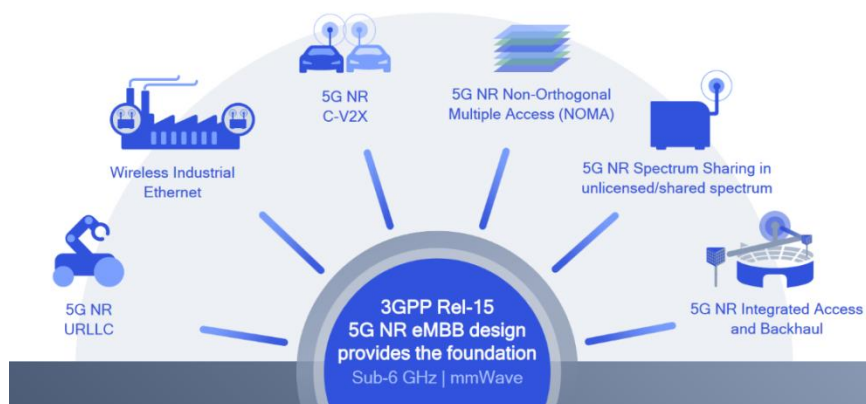 5G NR
C-V2X
5G NR Non-Orthogonal
Multiple Access (NOMA)
Wireless Industrial
Ethernet
5G NR Spectrum Sharing in
unlicensed/shared spectrum
5G NR
URLLC
5G NR Integrated Access
and Backhaul
3GPP Rel-15
5G NR eMBB design
provides the foundation
Sub-6 GHz | mmWave